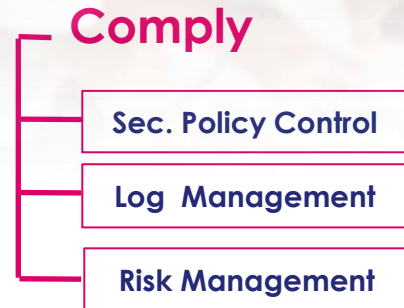 Comply
Sec. Policy Control
Log Management
Risk Management